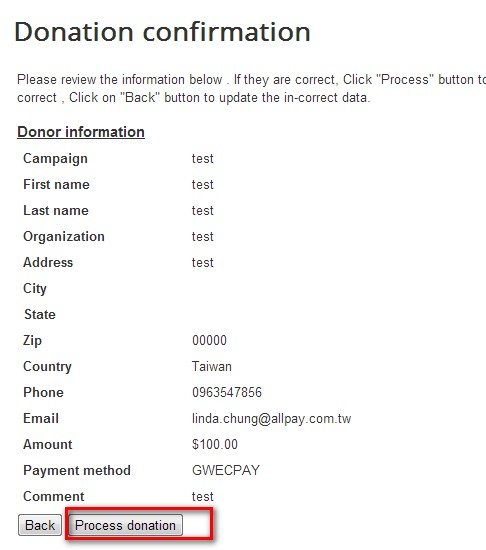 Donation confirmation
Please review the information below . If they are correct, Click "Process" button to
correct , Click on "Back" button to update the in-correct data.
Donor information
Campaign test
First name test
Last name test
Organization test
Address test
City
State
Zip 00000
Country Taiwan
Phone 0963547856
Email linda.chung@allpay.com.tw
Amount $100.00
Payment method GWECPAY
Comment test
Back Process donation